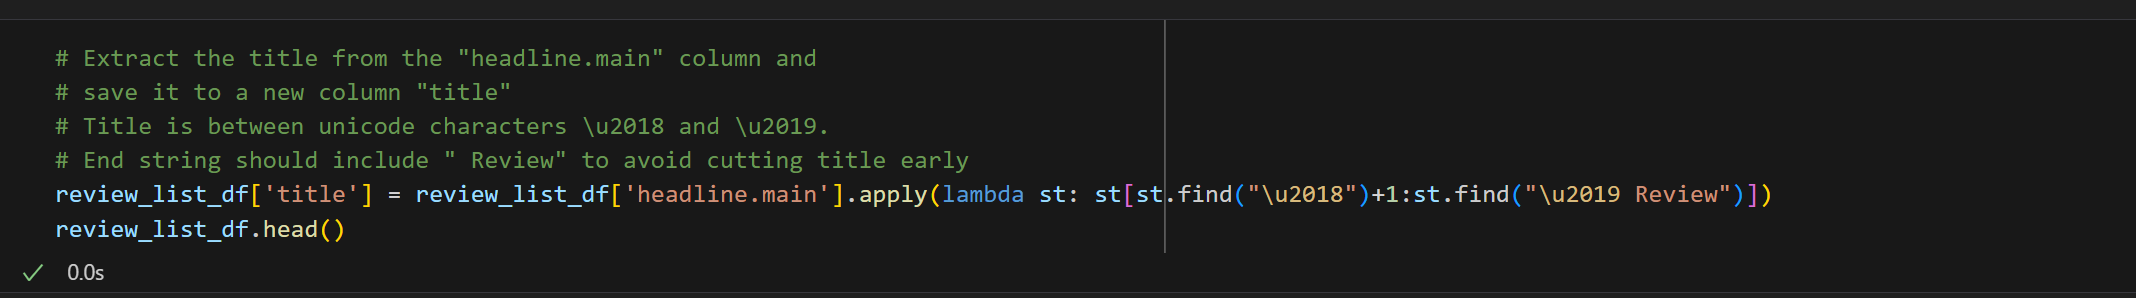 # Extract the title from the "headline.main" column and
# save it to a new column "title"
# Title is between unicode characters \u2018 and \u2019.
# End string should include " Review" to avoid cutting title early
review_list_df['title'] = review_list_df['headline.main'].apply(lambda st: st[st.find("\u2018")+1:st.find("\u2019 Review")])
review_list_df.head()
0.0s